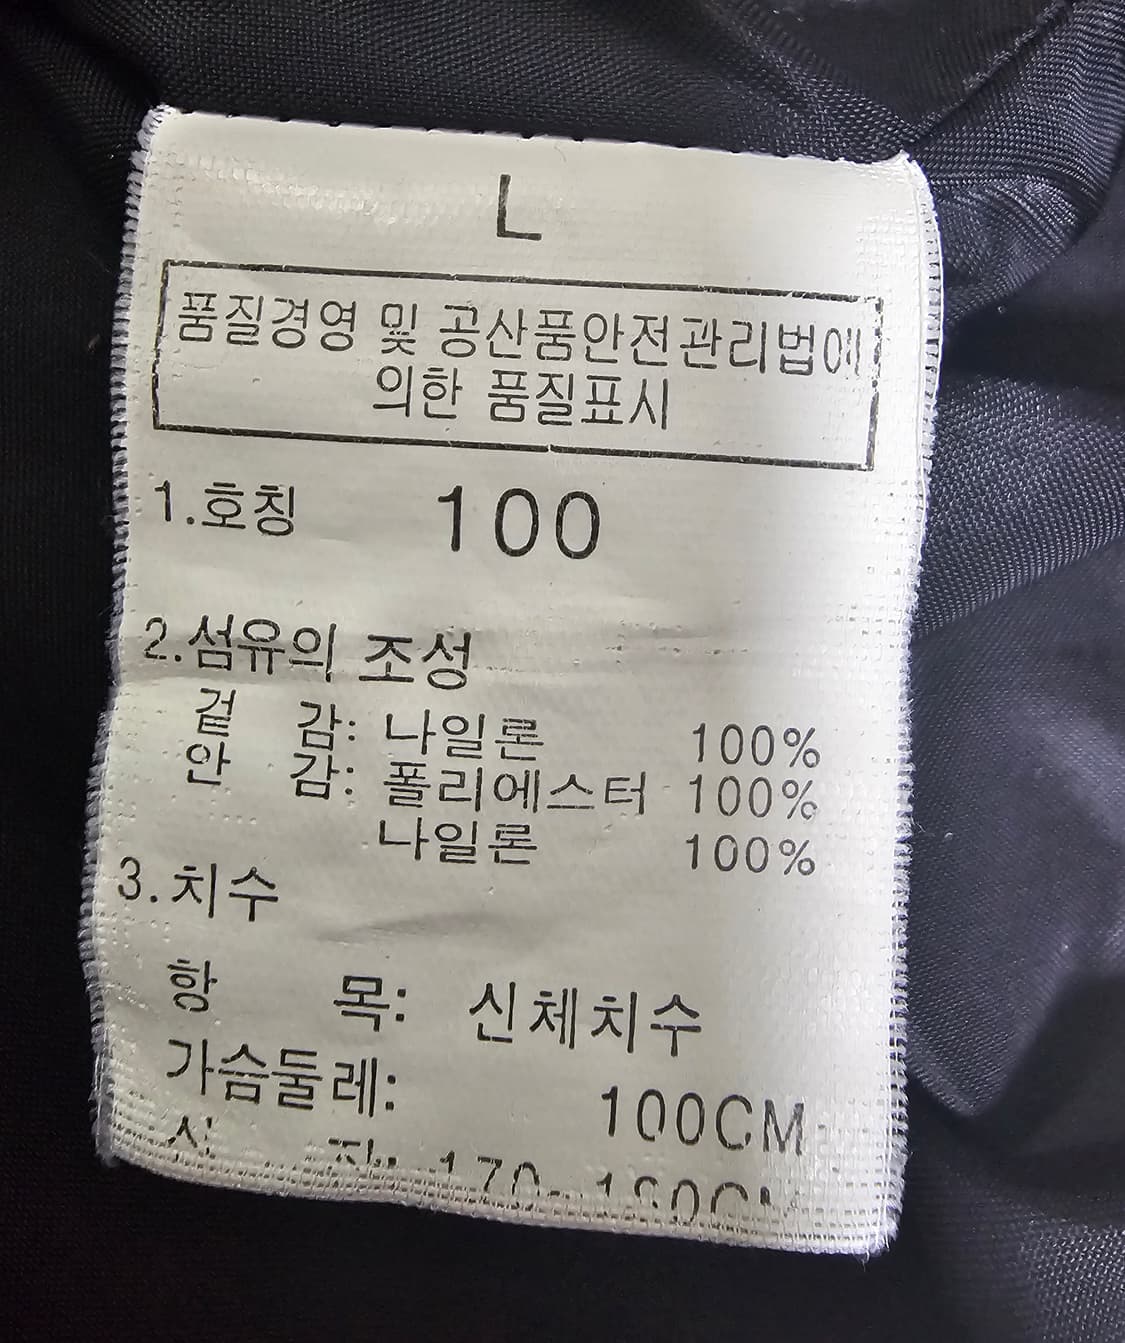 L
품질경영 및 공산품안전관리법에
의한 품질표시
1.호칭 100
2.섬유의 조성
겉 감: 나일론 100%
안 감: 폴리에스터 100%
나일론 100%
3.치수
항 목: 신체치수
가슴둘레: 100CM